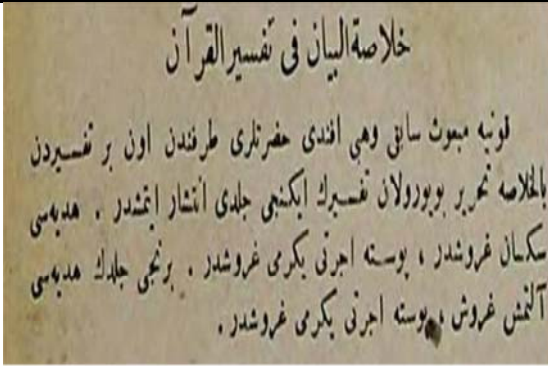 خلاصة البيان فى تفسير القرآن
قونیه مبعوث سابق وهبی افندی حضرتلری طرفندن اون بر تفسیردن
بالخلاصه تحریر بویورولان تفسیرك ایكنجی جلدی انتشار ایتمشدر . هدیه‌سی
سكسان غروشدر ، پوسته اجرتی یكرمی غروشدر . برنجی جلدك هدیه‌سی
آلتمش غروش ، پوسته اجرتی یكرمی غروشدر .